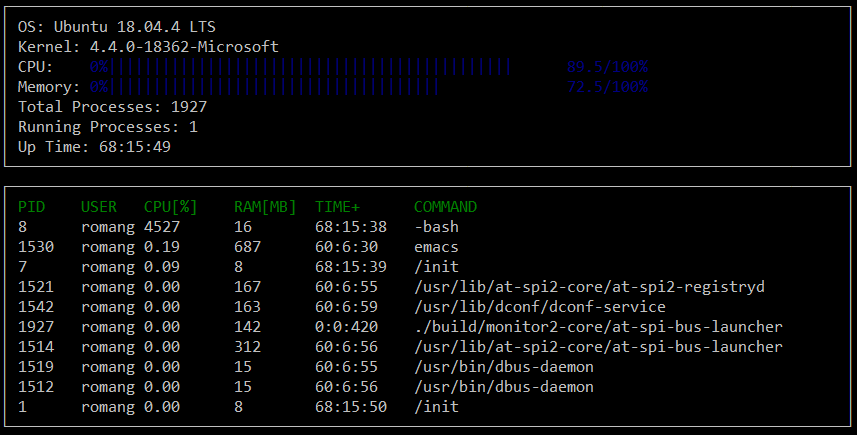 OS: Ubuntu 18.04.4 LTS
Kernel: 4.4.0-18362-Microsoft
CPU: 0%||||||||||||||||||||||||||||||||||||||||||||| 89.5/100%
Memory: 0%||||||||||||||||||||||||||||||||||||| 72.5/100%
Total Processes: 1927
Running Processes: 1
Up Time: 68:15:49
PID USER CPU[%] RAM[MB] TIME+ COMMAND
8 romang 4527 16 68:15:38 -bash
1530 romang 0.19 687 60:6:30 emacs
7 romang 0.09 8 68:15:39 /init
1521 romang 0.00 167 60:6:55 /usr/lib/at-spi2-core/at-spi2-registryd
1542 romang 0.00 163 60:6:59 /usr/lib/dconf/dconf-service
1927 romang 0.00 142 0:0:420 ./build/monitor2-core/at-spi-bus-launcher
1514 romang 0.00 312 60:6:56 /usr/lib/at-spi2-core/at-spi-bus-launcher
1519 romang 0.00 15 60:6:55 /usr/bin/dbus-daemon
1512 romang 0.00 15 60:6:56 /usr/bin/dbus-daemon
1 romang 0.00 8 68:15:50 /init